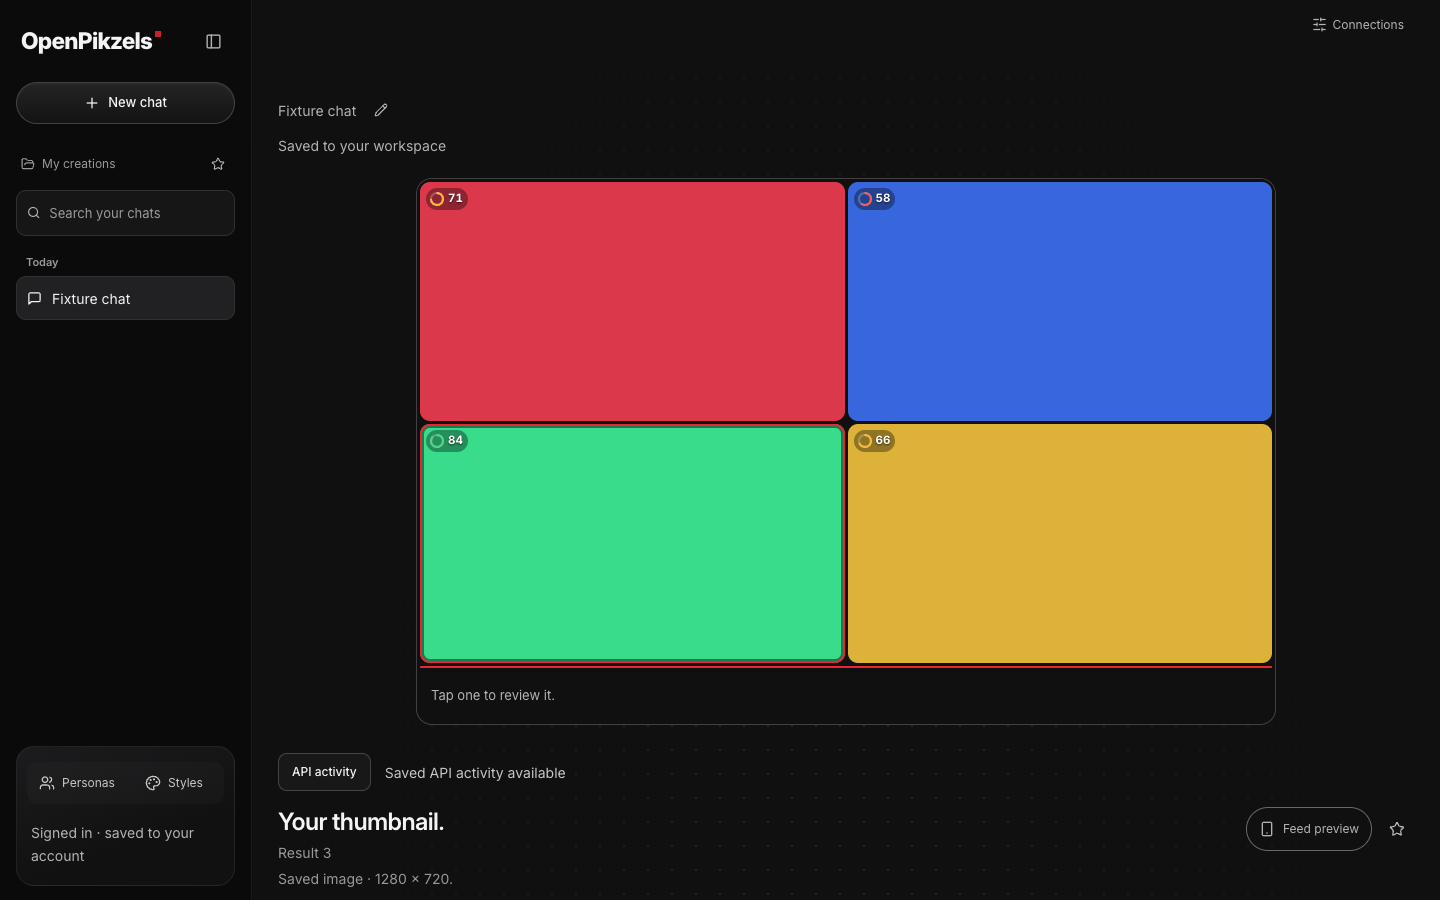 OpenPikzels
Connections
New chat
My creations
Search your chats
Today
Fixture chat
Personas
Styles
Signed in · saved to your
account
Fixture chat
Saved to your workspace
71
58
84
66
Tap one to review it.
API activity
Saved API activity available
Your thumbnail.
Feed preview
Result 3
Saved image · 1280 × 720.